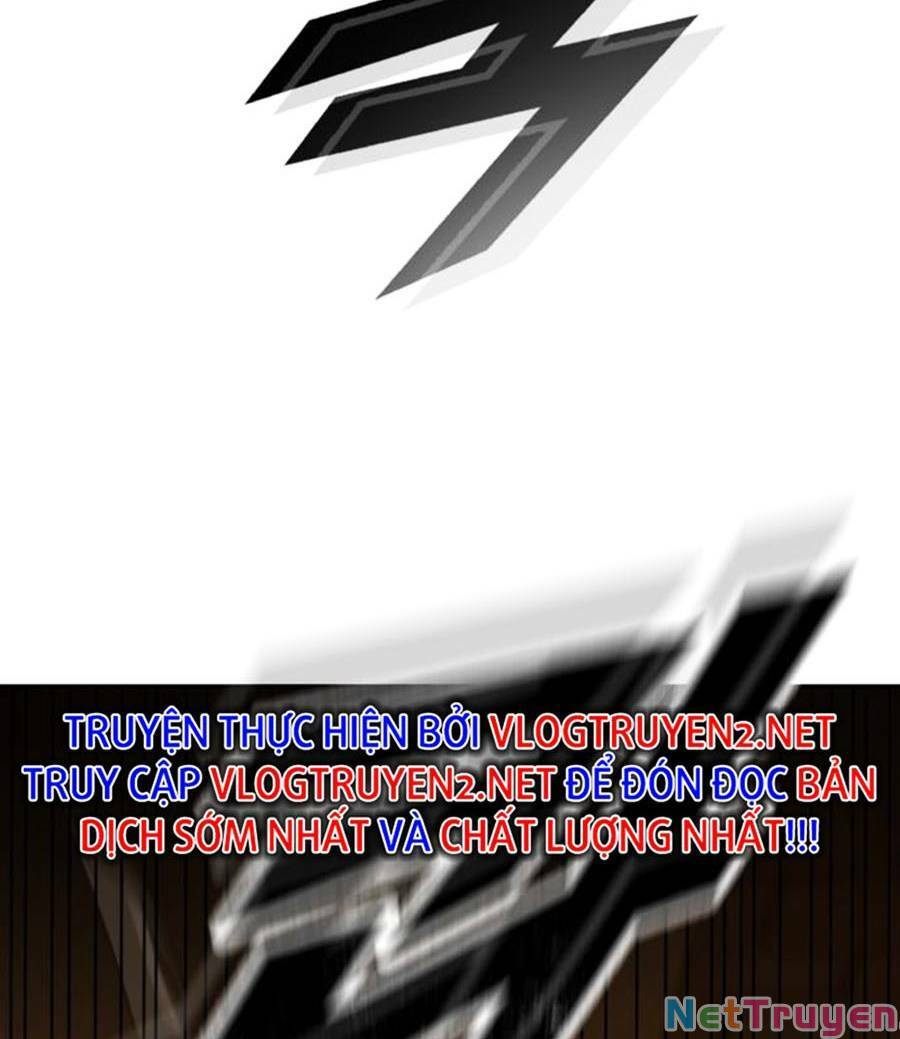 ㅋ
TRUYỆN THỰC HIỆN BỞI VLOGTRUYEN2.NET
TRUY CẬP VLOGTRUYEN2.NET ĐỂ ĐÓN ĐỌC BẢN
DỊCH SỚM NHẤT VÀ CHẤT LƯỢNG NHẤT!!!
NetTruyen